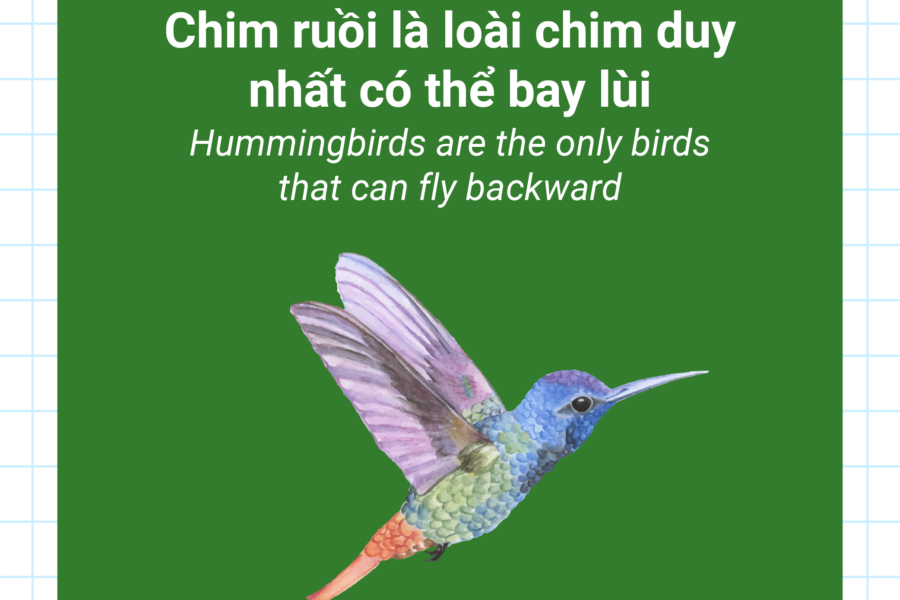 Chim ruồi là loài chim duy
nhất có thể bay lùi
Hummingbirds are the only birds
that can fly backward